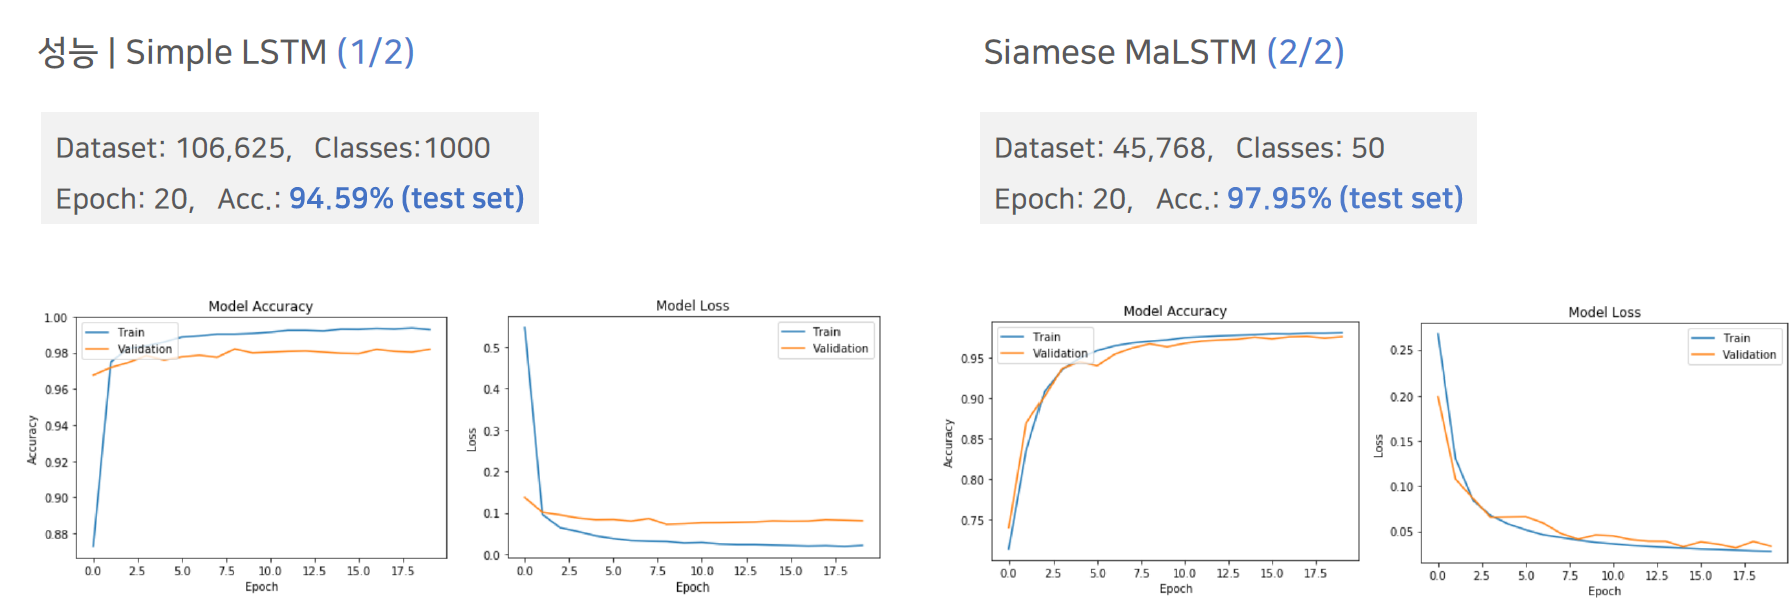 성능 | Simple LSTM (1/2)
Dataset: 106,625, Classes:1000
Epoch: 20, Acc.: 94.59% (test set)
Model Accuracy
1.00
0.98
0.96
0.94
0.92
0.90
0.88
Accuracy
Train
Validation
0.0 2.5 5.0 7.5 10.0 12.5 15.0 17.5
Epoch
Model Loss
0.5
0.4
0.3
0.2
0.1
0.0
Loss
Train
Validation
0.0 2.5 5.0 7.5 10.0 12.5 15.0 17.5
Epoch
Siamese MaLSTM (2/2)
Dataset: 45,768, Classes: 50
Epoch: 20, Acc.: 97.95% (test set)
Model Accuracy
0.95
0.90
0.85
0.80
0.75
Accuracy
Train
Validation
0.0 2.5 5.0 7.5 10.0 12.5 15.0 17.5
Epoch
Model Loss
0.25
0.20
0.15
0.10
0.05
Loss
Train
Validation
0.0 2.5 5.0 7.5 10.0 12.5 15.0 17.5
Epoch